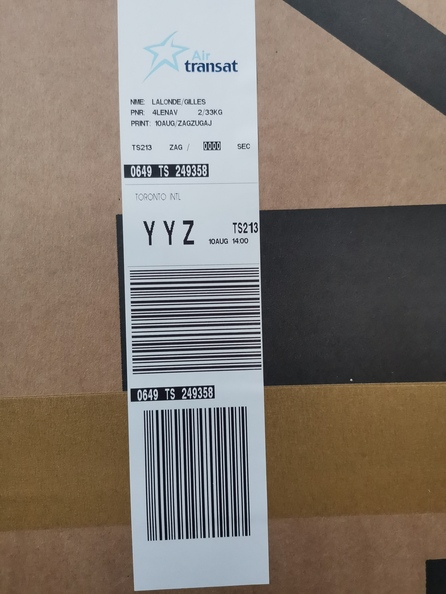 Air
transat
NME: LALONDE/GILLES
PNR: 4LENAV 2/33KG
PRINT: 10AUG/ZAGZUGAJ
TS213 ZAG / 0000 SEC
0649 TS 249358
TORONTO INTL
YYZ TS213
10AUG 14:00
0649 TS 249358